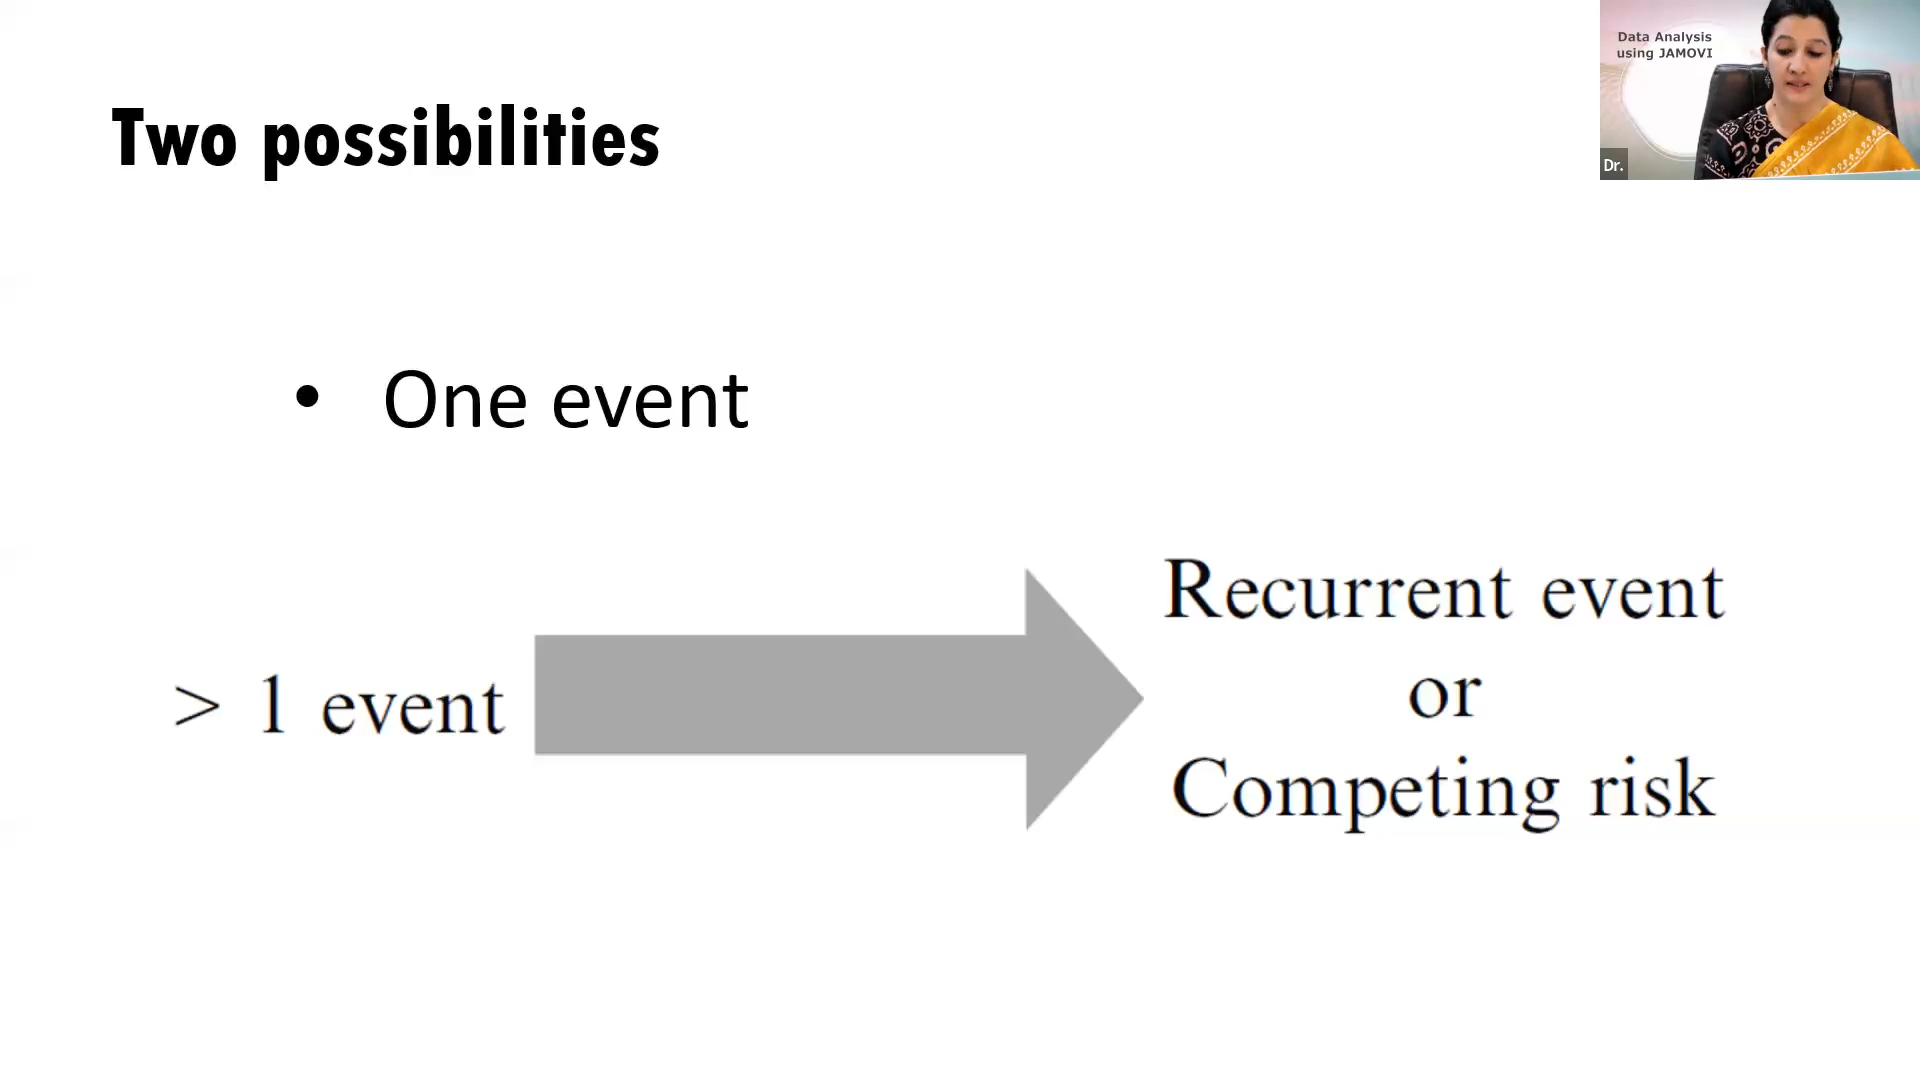 Two possibilities
Data Analysis
using JAMOVI
Dr.
• One event
> 1 event
Recurrent event
or
Competing risk